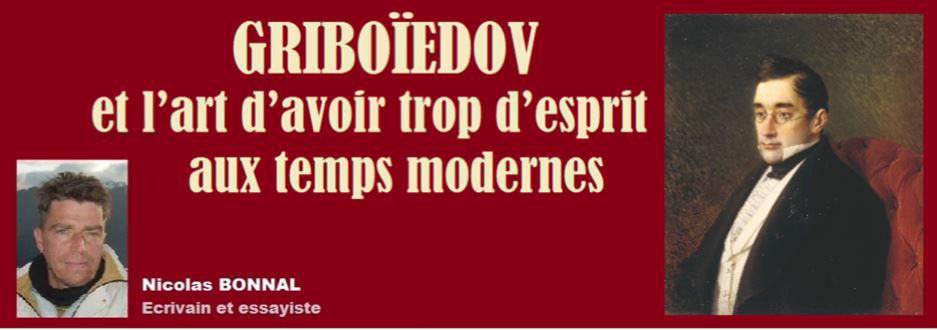 GRIBOÏEDOV
et l’art d’avoir trop d’esprit
aux temps modernes
Nicolas BONNAL
Ecrivain et essayiste